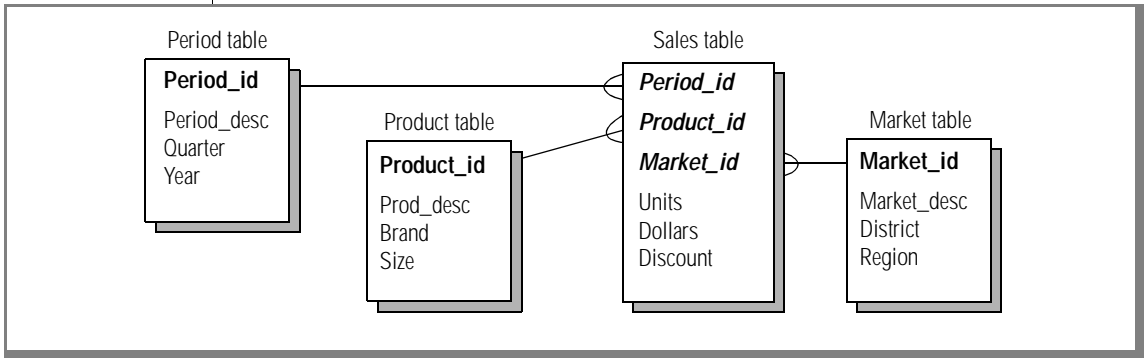 Period table
Period_id
Period_desc
Quarter
Year
Product table
Product_id
Prod_desc
Brand
Size
Sales table
Period_id
Product_id
Market_id
Units
Dollars
Discount
Market table
Market_id
Market_desc
District
Region